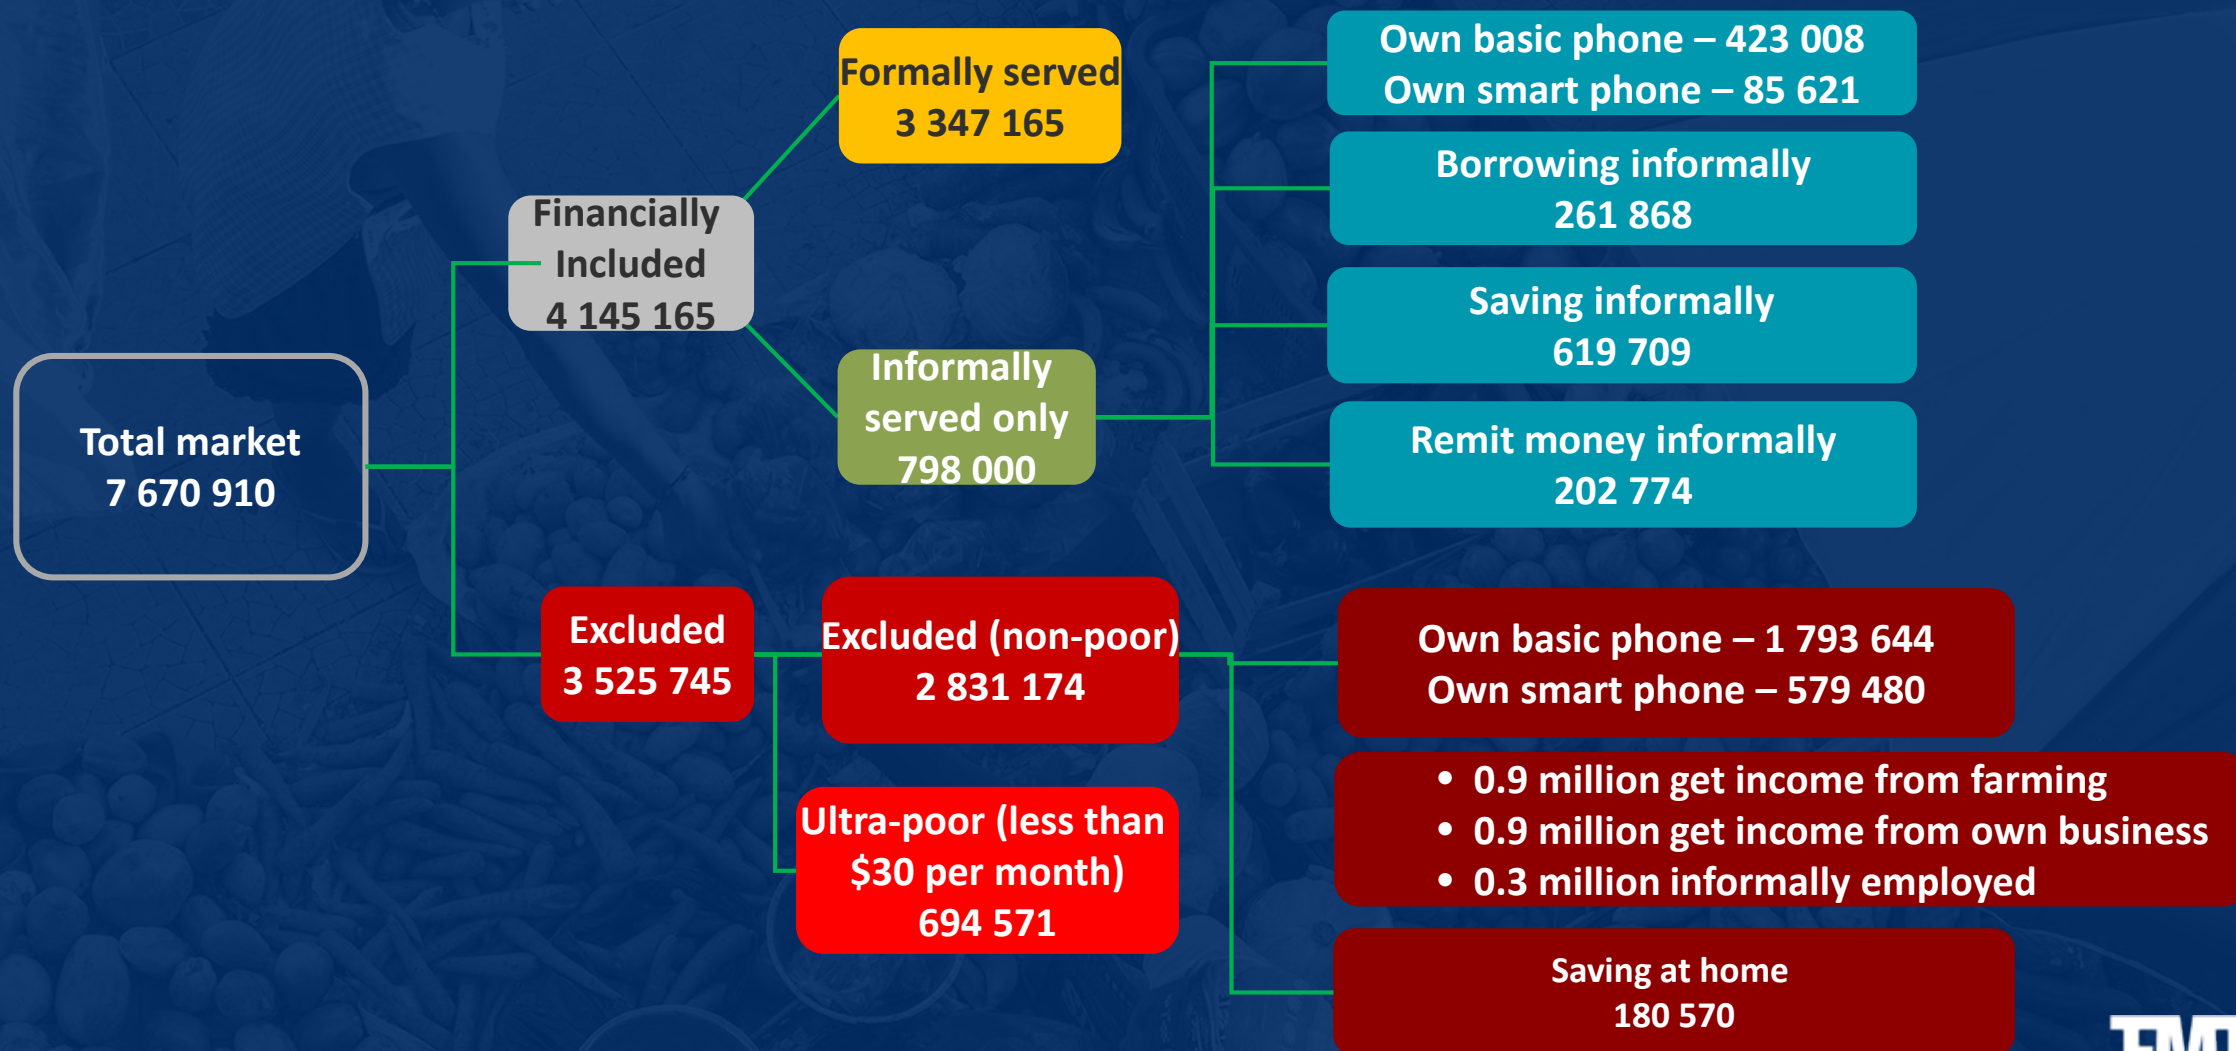 Total market
7 670 910
Financially
Included
4 145 165
Formally served
3 347 165
Informally
served only
798 000
Own basic phone – 423 008
Own smart phone – 85 621
Borrowing informally
261 868
Saving informally
619 709
Remit money informally
202 774
Excluded
3 525 745
Excluded (non-poor)
2 831 174
Ultra-poor (less than
$30 per month)
694 571
Own basic phone – 1 793 644
Own smart phone – 579 480
• 0.9 million get income from farming
• 0.9 million get income from own business
• 0.3 million informally employed
Saving at home
180 570